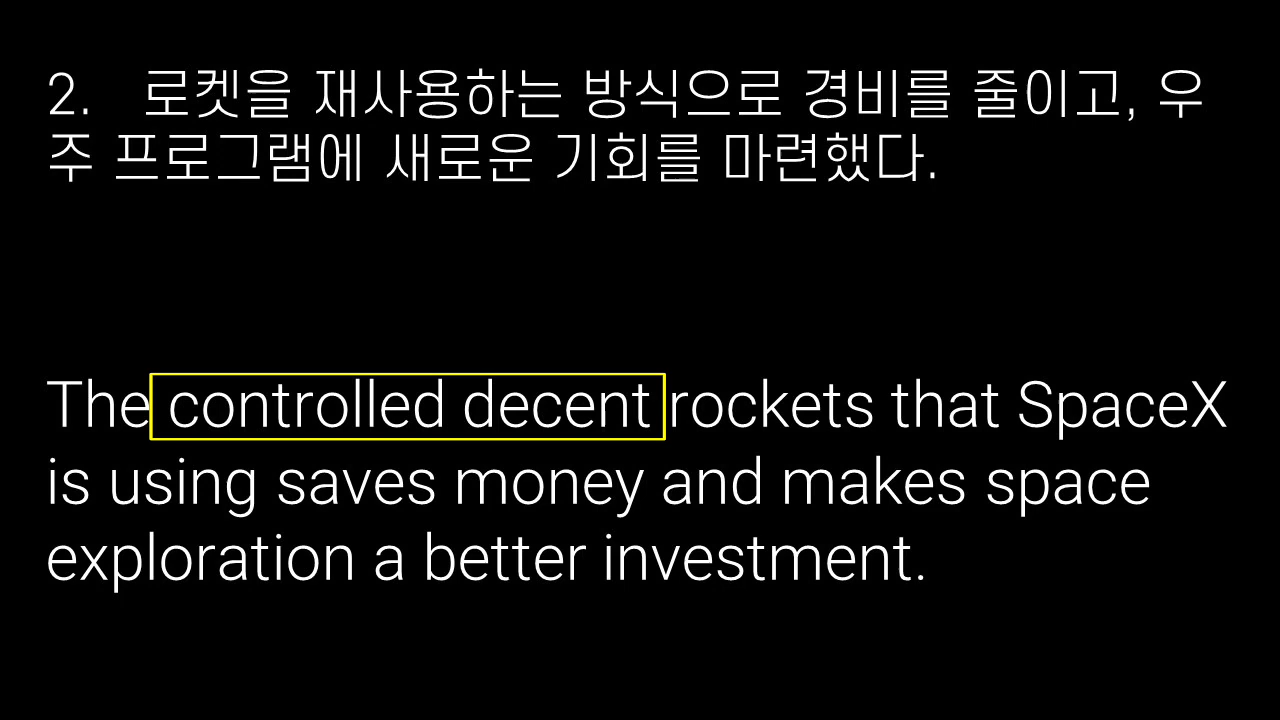 2. 로켓을 재사용하는 방식으로 경비를 줄이고, 우
주 프로그램에 새로운 기회를 마련했다.
The controlled decent rockets that SpaceX
is using saves money and makes space
exploration a better investment.